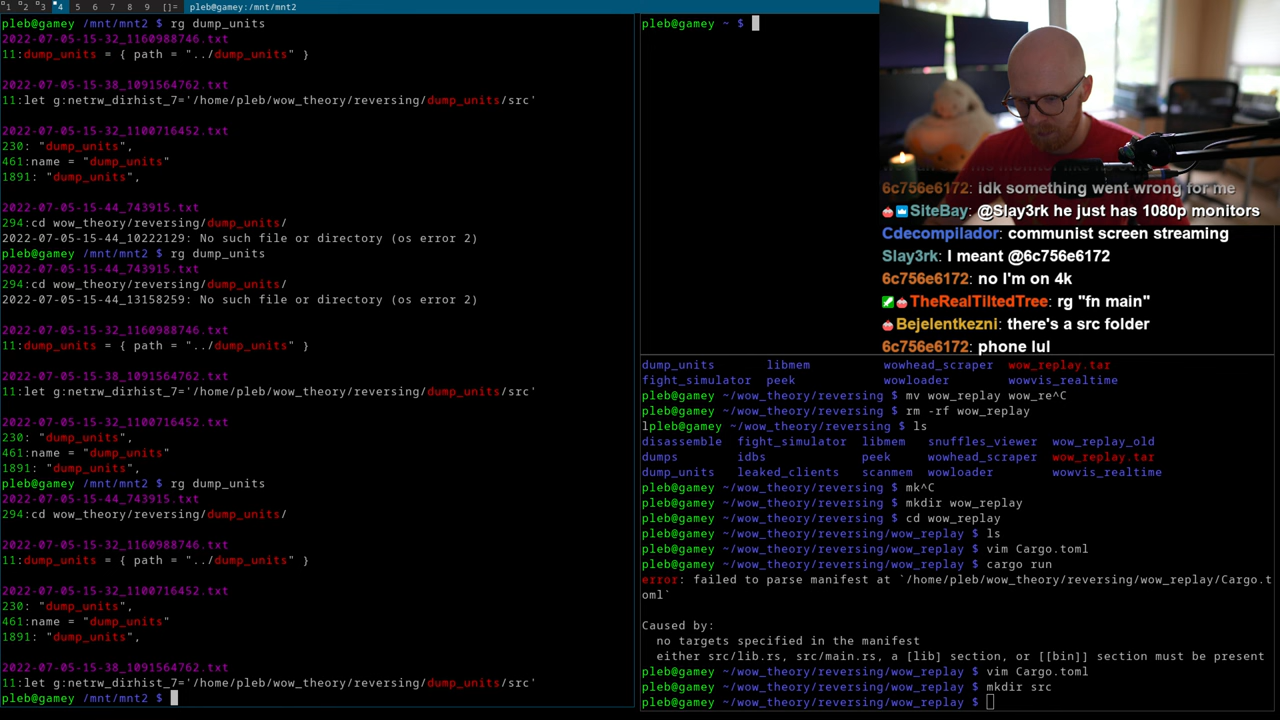 1 2 3 4 5 6 7 8 9 []= pleb@gamey:/mnt/mnt2
pleb@gamey /mnt/mnt2 $ rg dump_units
2022-07-05-15-32_1160988746.txt
11:dump_units = { path = "../dump_units" }
2022-07-05-15-38_1091564762.txt
11:let g:netrw_dirhist_7='/home/pleb/wow_theory/reversing/dump_units/src'
2022-07-05-15-32_1100716452.txt
230: "dump_units",
461:name = "dump_units"
1891: "dump_units",
2022-07-05-15-44_743915.txt
294:cd wow_theory/reversing/dump_units/
2022-07-05-15-44_10222129: No such file or directory (os error 2)
pleb@gamey /mnt/mnt2 $ rg dump_units
2022-07-05-15-44_743915.txt
294:cd wow_theory/reversing/dump_units/
2022-07-05-15-44_13158259: No such file or directory (os error 2)
2022-07-05-15-32_1160988746.txt
11:dump_units = { path = "../dump_units" }
2022-07-05-15-38_1091564762.txt
11:let g:netrw_dirhist_7='/home/pleb/wow_theory/reversing/dump_units/src'
2022-07-05-15-32_1100716452.txt
230: "dump_units",
461:name = "dump_units"
1891: "dump_units",
pleb@gamey /mnt/mnt2 $ rg dump_units
2022-07-05-15-44_743915.txt
294:cd wow_theory/reversing/dump_units/
2022-07-05-15-32_1160988746.txt
11:dump_units = { path = "../dump_units" }
2022-07-05-15-32_1100716452.txt
230: "dump_units",
461:name = "dump_units"
1891: "dump_units",
2022-07-05-15-38_1091564762.txt
11:let g:netrw_dirhist_7='/home/pleb/wow_theory/reversing/dump_units/src'
pleb@gamey /mnt/mnt2 $
pleb@gamey ~ $
6c756e6172: idk something went wrong for me
SiteBay: @Slay3rk he just has 1080p monitors
Cdecompilador: communist screen streaming
Slay3rk: I meant @6c756e6172
6c756e6172: no I'm on 4k
TheRealTiltedTree: rg "fn main"
Bejelentkezni: there's a src folder
6c756e6172: phone lul
dump_units libmem wowhead_scraper wow_replay.tar
fight_simulator peek wowloader wowvis_realtime
pleb@gamey ~/wow_theory/reversing $ mv wow_replay wow_re^C
pleb@gamey ~/wow_theory/reversing $ rm -rf wow_replay
lpleb@gamey ~/wow_theory/reversing $ ls
disassemble fight_simulator libmem snuffles_viewer wow_replay_old
dumps idbs peek wowhead_scraper wow_replay.tar
dump_units leaked_clients scanmem wowloader wowvis_realtime
pleb@gamey ~/wow_theory/reversing $ mk^C
pleb@gamey ~/wow_theory/reversing $ mkdir wow_replay
pleb@gamey ~/wow_theory/reversing $ cd wow_replay
pleb@gamey ~/wow_theory/reversing/wow_replay $ ls
pleb@gamey ~/wow_theory/reversing/wow_replay $ vim Cargo.toml
pleb@gamey ~/wow_theory/reversing/wow_replay $ cargo run
error: failed to parse manifest at `/home/pleb/wow_theory/reversing/wow_replay/Cargo.t
oml`
Caused by:
no targets specified in the manifest
either src/lib.rs, src/main.rs, a [lib] section, or [[bin]] section must be present
pleb@gamey ~/wow_theory/reversing/wow_replay $ vim Cargo.toml
pleb@gamey ~/wow_theory/reversing/wow_replay $ mkdir src
pleb@gamey ~/wow_theory/reversing/wow_replay $